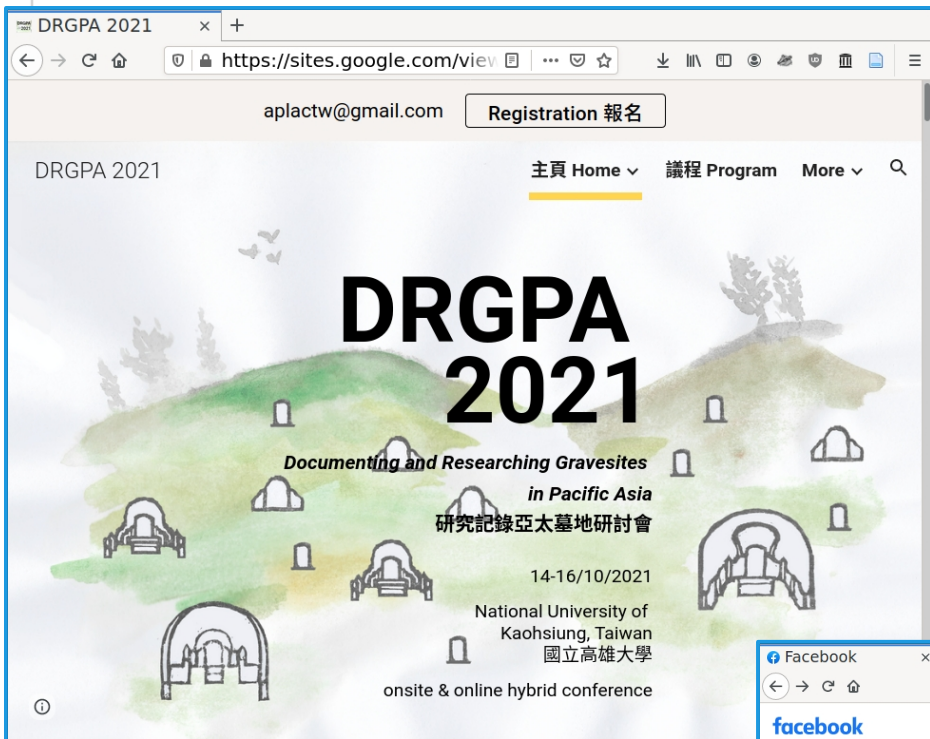 DRGPA 2021
https://sites.google.com/view
aplactw@gmail.com
Registration 報名
DRGPA 2021
主頁 Home
議程 Program
More
DRGPA
2021
Documenting and Researching Gravesites
in Pacific Asia
研究記錄亞太墓地研討會
14-16/10/2021
National University of
Kaohsiung, Taiwan
國立高雄大學
onsite & online hybrid conference
Facebook
facebook